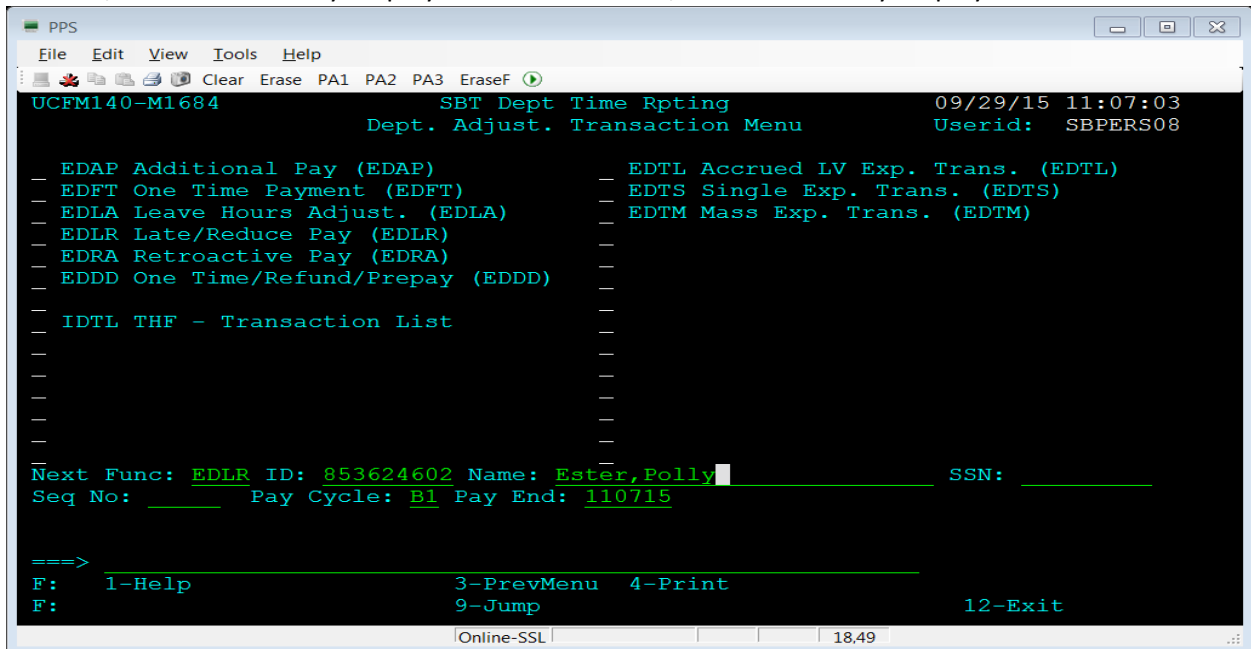 PPS
File Edit View Tools Help
Clear Erase PA1 PA2 PA3 EraseF
UCFM140-M1684 SBT Dept Time Rpting 09/29/15 11:07:03
Dept. Adjust. Transaction Menu Userid: SBPERS08
_ EDAP Additional Pay (EDAP) _ EDTL Accrued LV Exp. Trans. (EDTL)
_ EDFT One Time Payment (EDFT) _ EDTS Single Exp. Trans. (EDTS)
_ EDLA Leave Hours Adjust. (EDLA) _ EDTM Mass Exp. Trans. (EDTM)
_ EDLR Late/Reduce Pay (EDLR)
_ EDRA Retroactive Pay (EDRA)
_ EDDD One Time/Refund/Prepay (EDDD)
_ IDTL THF - Transaction List
Next Func: EDLR ID: 853624602 Name: Ester,Polly SSN:
Seq No: Pay Cycle: B1 Pay End: 110715
===>
F: 1-Help 3-PrevMenu 4-Print
F: 9-Jump 12-Exit
Online-SSL 18,49